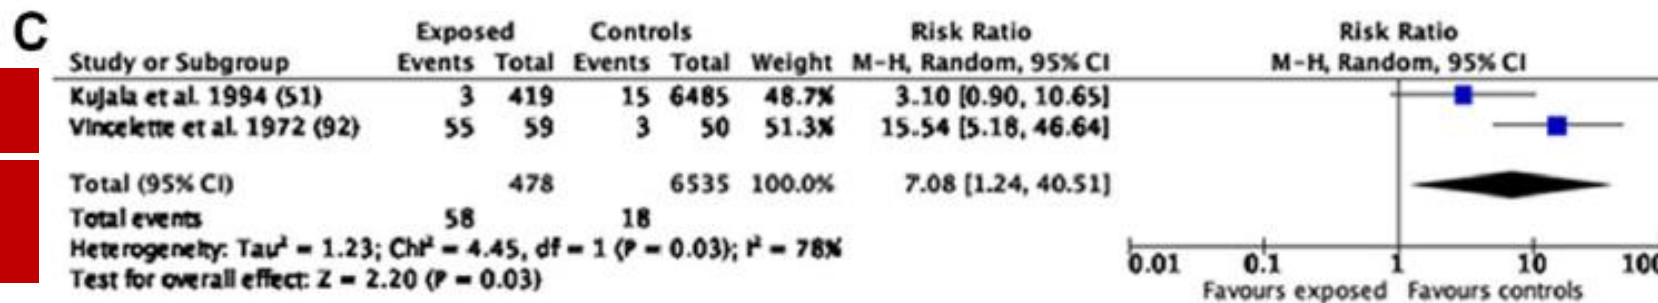 C
Exposed Controls Risk Ratio Risk Ratio
Study or Subgroup Events Total Events Total Weight M-H, Random, 95% CI M-H, Random, 95% CI
Kujala et al. 1994 (51) 3 419 15 6485 48.7% 3.10 [0.90, 10.65]
Vincelette et al. 1972 (92) 55 59 3 50 51.3% 15.54 [5.18, 46.64]
Total (95% CI) 478 6535 100.0% 7.08 [1.24, 40.51]
Total events 58 18
Heterogeneity: Tau² = 1.23; Chi² = 4.45, df = 1 (P = 0.03); I² = 78%
Test for overall effect: Z = 2.20 (P = 0.03)
0.01 0.1 1 10 100
Favours exposed Favours controls